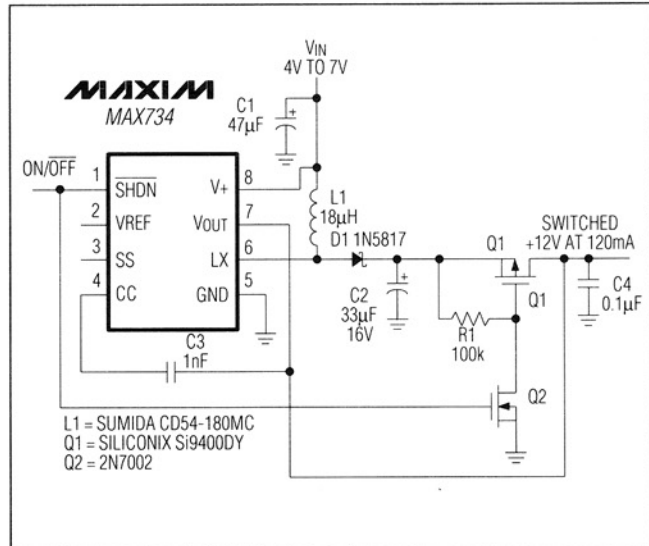 VIN
4V TO 7V
MAXIM
MAX734
C1
47µF
+
ON/OFF
1
SHDN
V+
8
2
VREF
VOUT
7
3
SS
LX
6
4
CC
GND
5
L1
18µH
D1 1N5817
Q1
SWITCHED
+12V AT 120mA
+
C2
33µF
16V
R1
100k
Q1
C4
0.1µF
C3
1nF
Q2
L1 = SUMIDA CD54-180MC
Q1 = SILICONIX Si9400DY
Q2 = 2N7002